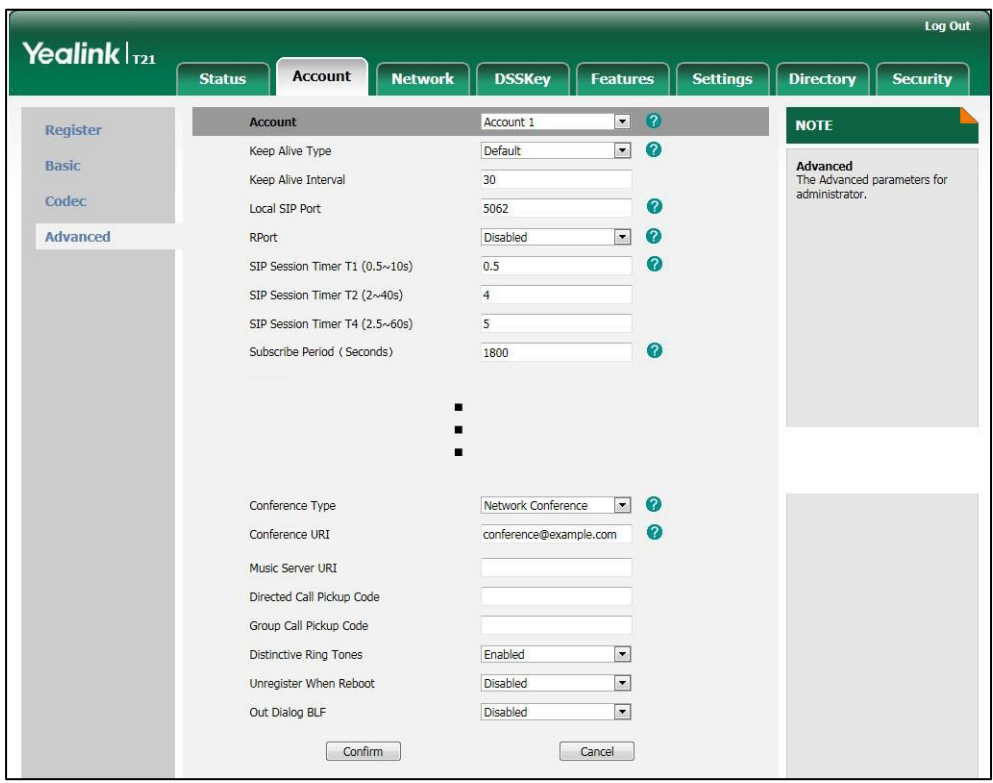 Log Out
Yealink T21
Status Account Network DSSKey Features Settings Directory Security
Register
Basic
Codec
Advanced
Account Account 1 ?
Keep Alive Type Default ?
Keep Alive Interval 30
Local SIP Port 5062 ?
RPort Disabled ?
SIP Session Timer T1 (0.5~10s) 0.5 ?
SIP Session Timer T2 (2~40s) 4
SIP Session Timer T4 (2.5~60s) 5
Subscribe Period (Seconds) 1800 ?
Conference Type Network Conference ?
Conference URI conference@example.com ?
Music Server URI
Directed Call Pickup Code
Group Call Pickup Code
Distinctive Ring Tones Enabled
Unregister When Reboot Disabled
Out Dialog BLF Disabled
Confirm Cancel
NOTE
Advanced
The Advanced parameters for
administrator.